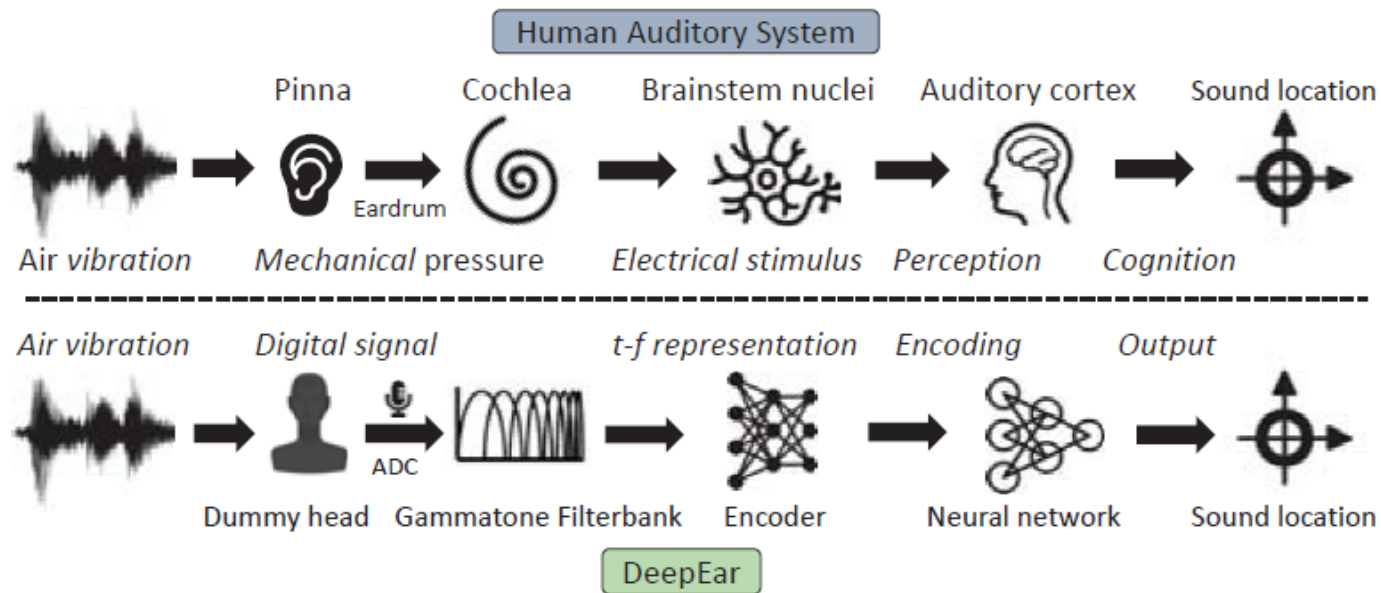 Human Auditory System
Pinna Cochlea Brainstem nuclei Auditory cortex Sound location
Eardrum
Air vibration Mechanical pressure Electrical stimulus Perception Cognition
Air vibration Digital signal t-f representation Encoding Output
ADC
Dummy head Gammatone Filterbank Encoder Neural network Sound location
DeepEar